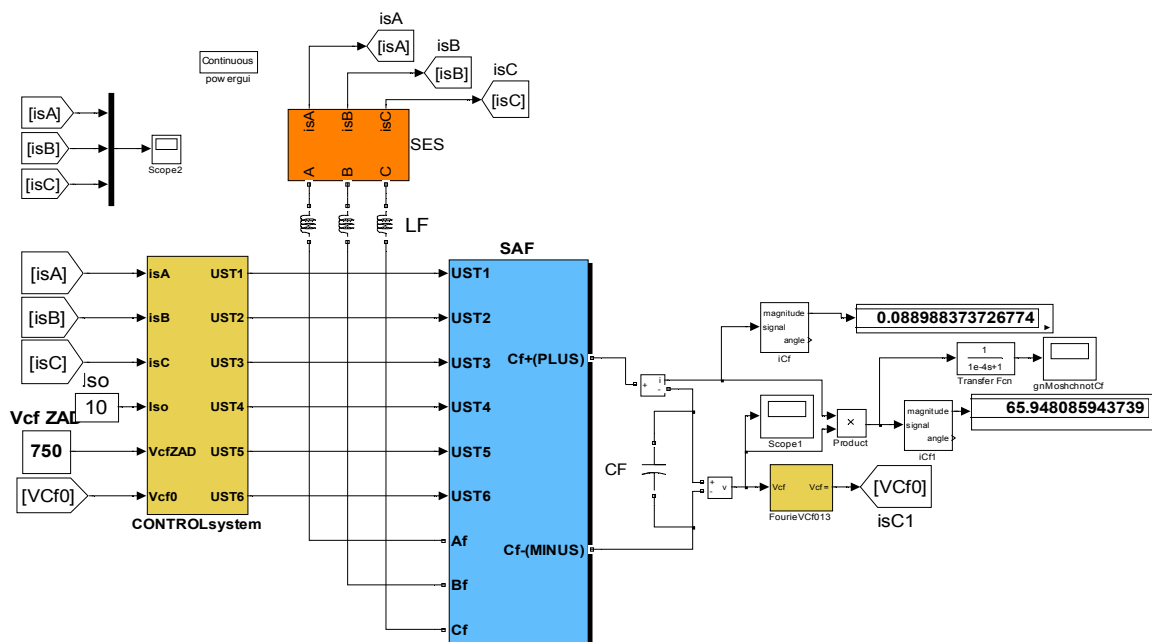 isA
[isA]
isB
[isB]
isC
[isC]
Continuous
powergui
[isA]
[isB]
[isC]
Scope2
isA
isB
isC
SES
A
B
C
LF
SAF
[isA]
[isB]
[isC]
Iso
10
Vcf ZAD
750
[VCf0]
isA
isB
isC
Iso
VcfZAD
Vcf0
UST1
UST2
UST3
UST4
UST5
UST6
CONTROLsystem
UST1
UST2
UST3
UST4
UST5
UST6
Af
Bf
Cf
Cf+(PLUS)
Cf-(MINUS)
+
-
i
CF
+
-
v
magnitude
signal
angle
iCf
0.088988373726774
1
1e-4s+1
Transfer Fcn
gnMoshchnotCf
Scope1
×
Product
magnitude
signal
angle
iCf1
65.948085943739
Vcf
Vcf=
FourieVCf013
[VCf0]
isC1